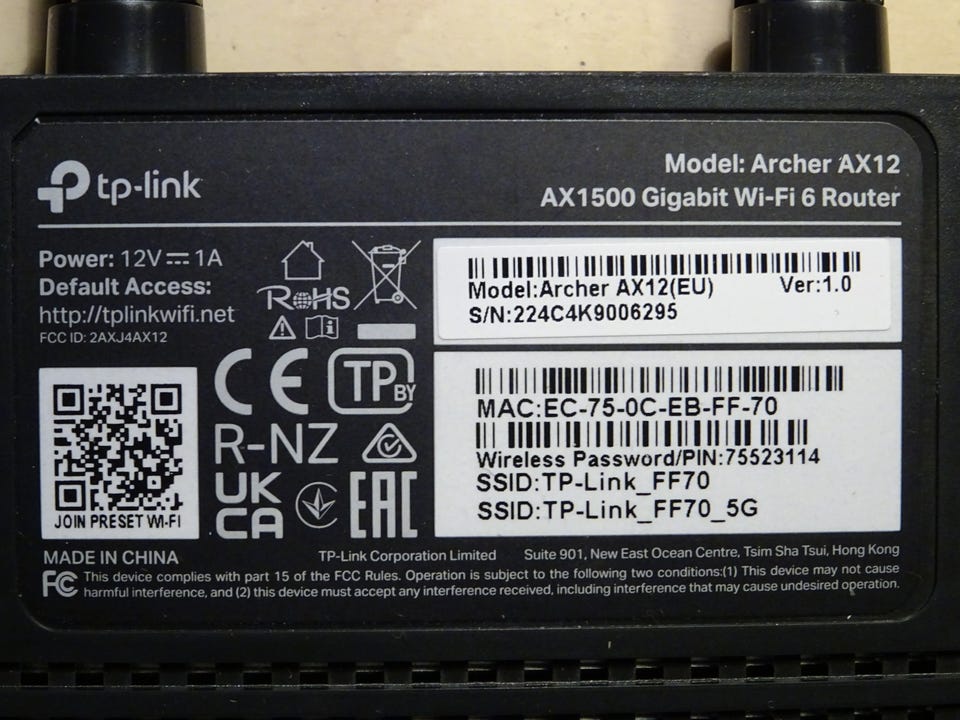 tp-link
Model: Archer AX12
AX1500 Gigabit Wi-Fi 6 Router
Power: 12V⎓1A
Default Access:
http://tplinkwifi.net
FCC ID: 2AXJ4AX12
RoHS
Model:Archer AX12(EU) Ver:1.0
S/N:224C4K9006295
CE
TP BY
R-NZ
UK
CA
EAC
JOIN PRESET WI-FI
MAC:EC-75-0C-EB-FF-70
Wireless Password/PIN:75523114
SSID:TP-Link_FF70
SSID:TP-Link_FF70_5G
MADE IN CHINA
TP-Link Corporation Limited Suite 901, New East Ocean Centre, Tsim Sha Tsui, Hong Kong
FC This device complies with part 15 of the FCC Rules. Operation is subject to the following two conditions:(1) This device may not cause
harmful interference, and (2) this device must accept any interference received, including interference that may cause undesired operation.